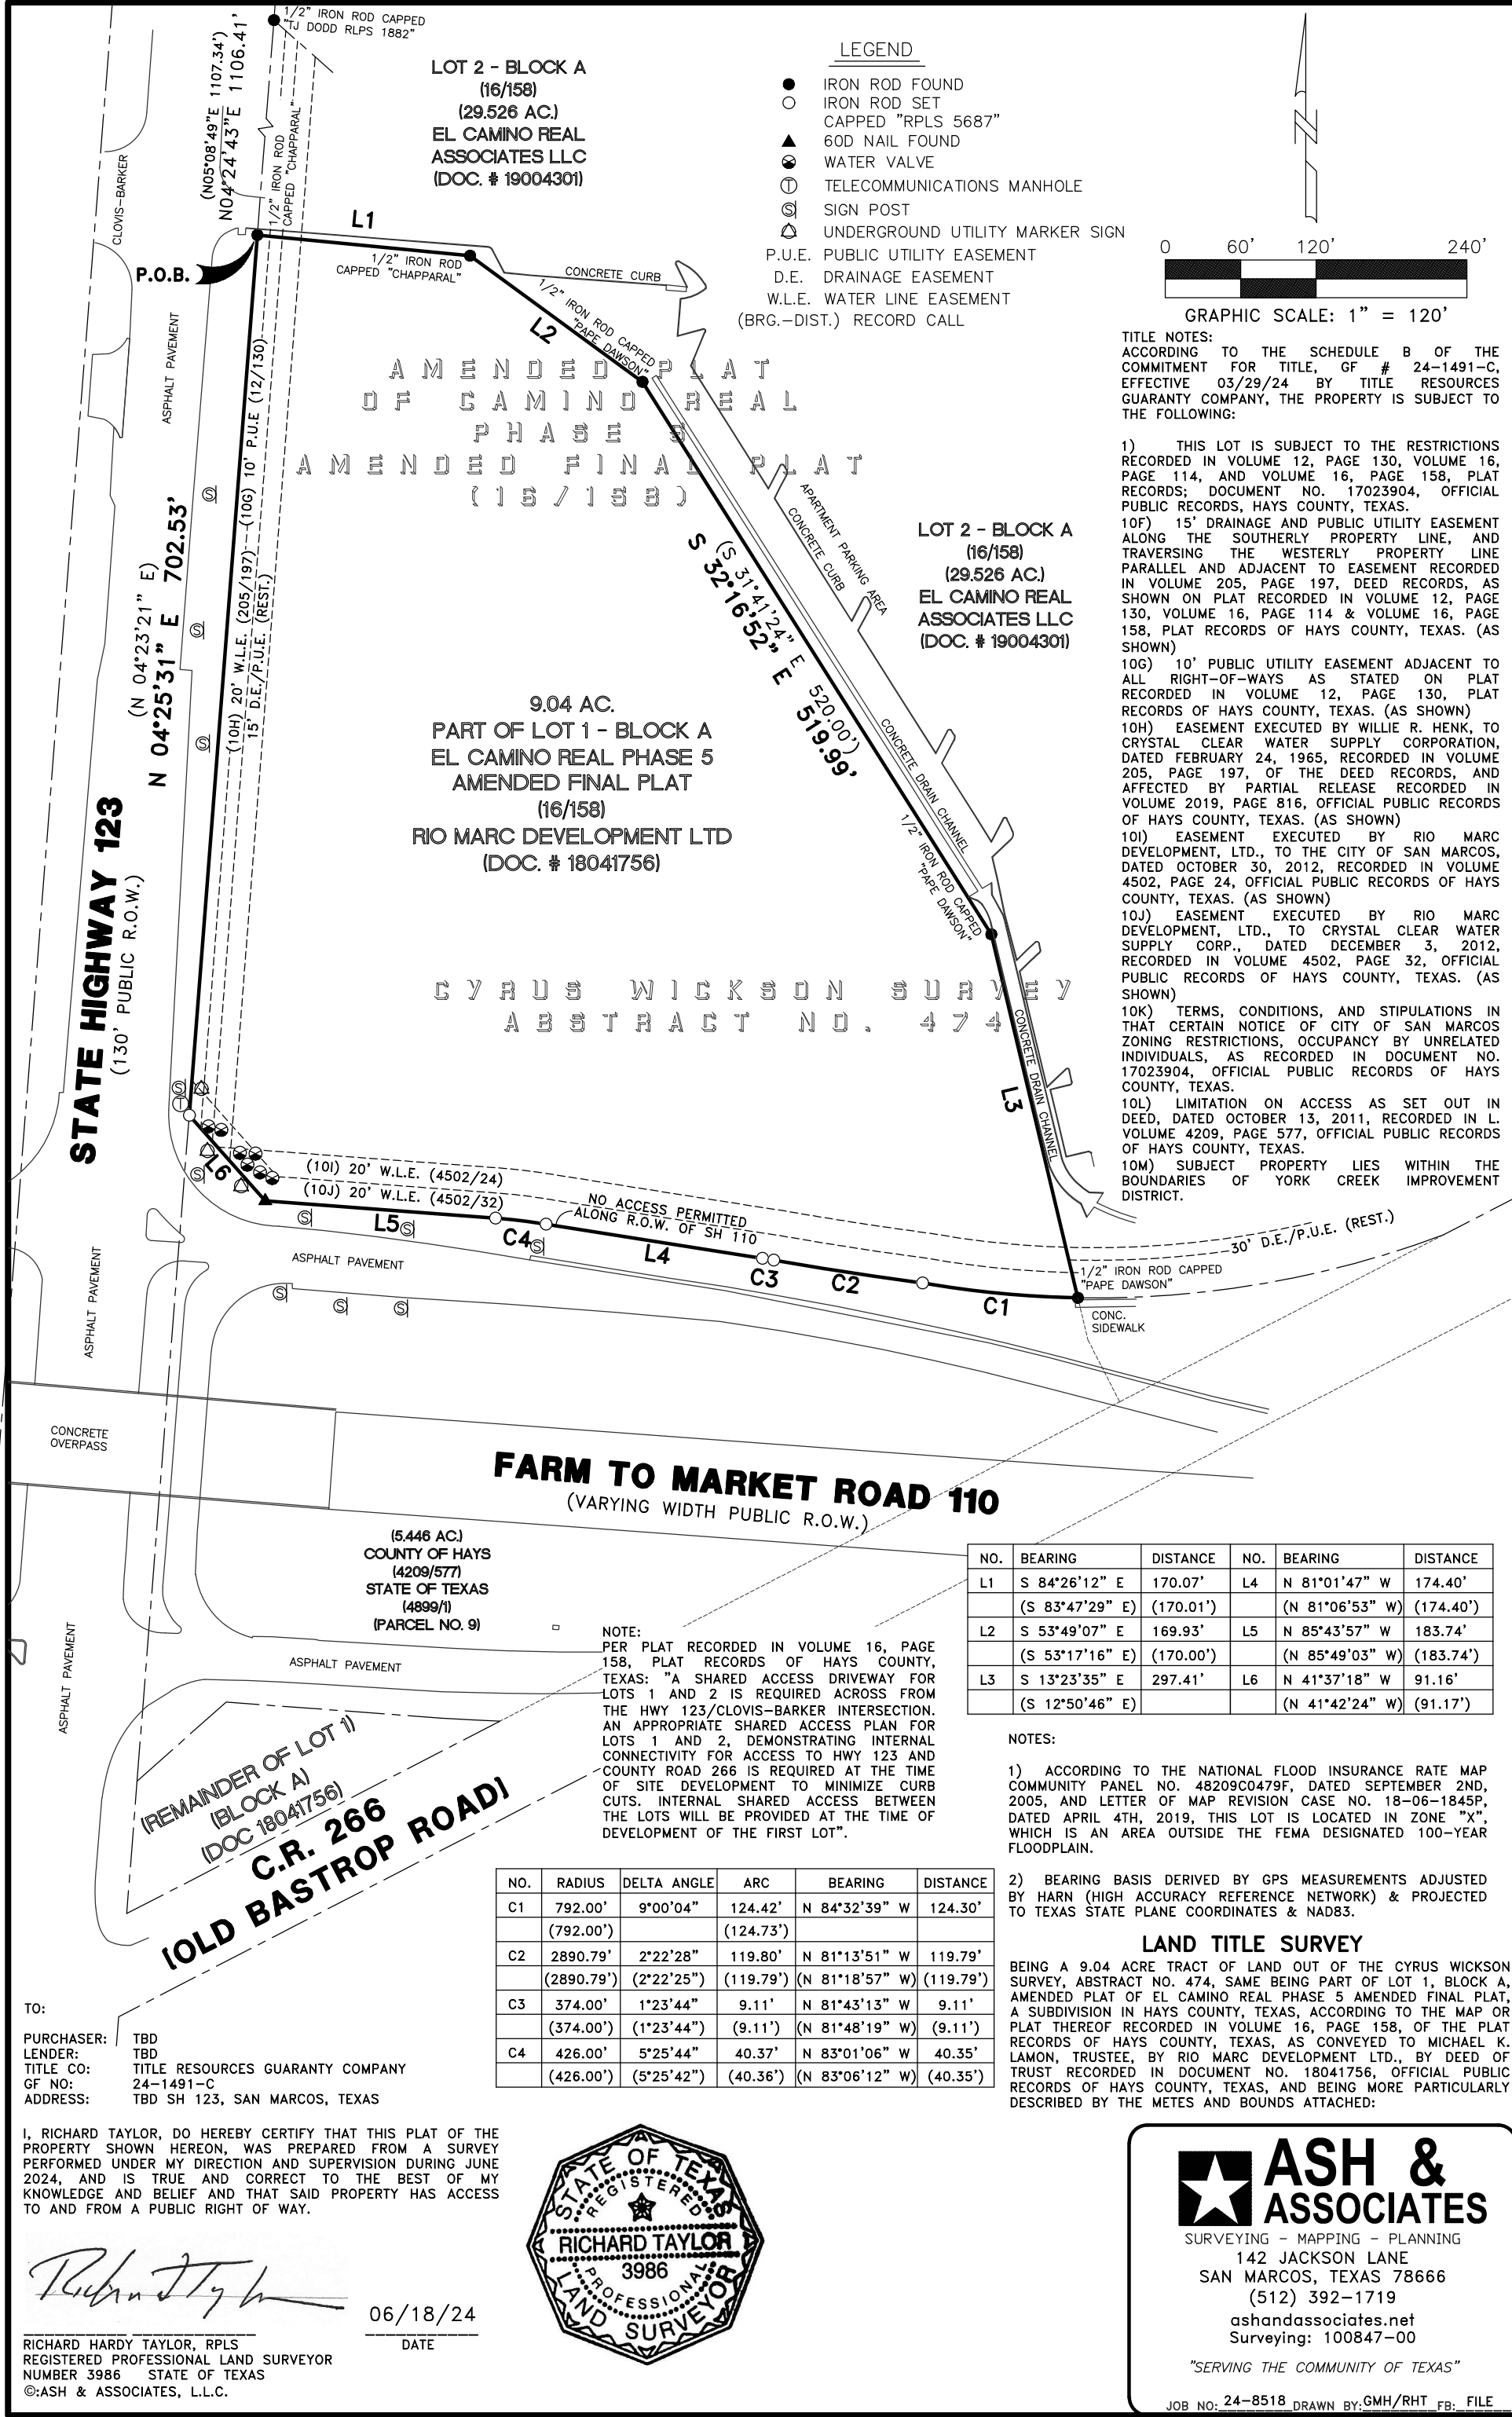 1/2" IRON ROD CAPPED
"TJ DODD RLPS 1882"
(N05°08'49"E 1107.34')
N04°24'43"E 1106.41'
1/2" IRON ROD
CAPPED "CHAPPARAL"
CLOVIS-BARKER
LOT 2 - BLOCK A
(16/158)
(29.526 AC.)
EL CAMINO REAL
ASSOCIATES LLC
(DOC. # 19004301)
LEGEND
IRON ROD FOUND
IRON ROD SET
CAPPED "RPLS 5687"
60D NAIL FOUND
WATER VALVE
T TELECOMMUNICATIONS MANHOLE
S SIGN POST
UNDERGROUND UTILITY MARKER SIGN
P.U.E. PUBLIC UTILITY EASEMENT
D.E. DRAINAGE EASEMENT
W.L.E. WATER LINE EASEMENT
(BRG.-DIST.) RECORD CALL
N
0 60' 120' 240'
GRAPHIC SCALE: 1" = 120'
P.O.B.
L1
1/2" IRON ROD
CAPPED "CHAPPARAL"
CONCRETE CURB
L2
1/2" IRON ROD CAPPED
"PAPE DAWSON"
AMENDED PLAT
OF CAMINO REAL
PHASE 5
AMENDED FINAL PLAT
(16/158)
ASPHALT PAVEMENT
(10G) 10' P.U.E (12/130)
(10H) 20' W.L.E. (205/197)
15' D.E./P.U.E. (REST.)
(N 04°23'21" E)
N 04°25'31" E 702.53'
APARTMENT PARKING AREA
CONCRETE CURB
(S 31°41'24" E 520.00')
S 32°16'52" E 519.99'
LOT 2 - BLOCK A
(16/158)
(29.526 AC.)
EL CAMINO REAL
ASSOCIATES LLC
(DOC. # 19004301)
9.04 AC.
PART OF LOT 1 - BLOCK A
EL CAMINO REAL PHASE 5
AMENDED FINAL PLAT
(16/158)
RIO MARC DEVELOPMENT LTD
(DOC. # 18041756)
CONCRETE DRAIN CHANNEL
1/2" IRON ROD CAPPED
"PAPE DAWSON"
STATE HIGHWAY 123
(130' PUBLIC R.O.W.)
CYRUS WICKSON SURVEY
ABSTRACT NO. 474
L3
CONCRETE DRAIN CHANNEL
L6
(10I) 20' W.L.E. (4502/24)
(10J) 20' W.L.E. (4502/32)
NO ACCESS PERMITTED
ALONG R.O.W. OF SH 110
L5
C4
L4
C3
C2
C1
30' D.E./P.U.E. (REST.)
1/2" IRON ROD CAPPED
"PAPE DAWSON"
CONC.
SIDEWALK
ASPHALT PAVEMENT
ASPHALT PAVEMENT
CONCRETE
OVERPASS
FARM TO MARKET ROAD 110
(VARYING WIDTH PUBLIC R.O.W.)
(5.446 AC.)
COUNTY OF HAYS
(4209/577)
STATE OF TEXAS
(4899/1)
(PARCEL NO. 9)
ASPHALT PAVEMENT
ASPHALT PAVEMENT
(REMAINDER OF LOT 1)
(BLOCK A)
(DOC 18041756)
C.R. 266
(OLD BASTROP ROAD)
TITLE NOTES:
ACCORDING TO THE SCHEDULE B OF THE
COMMITMENT FOR TITLE, GF # 24-1491-C,
EFFECTIVE 03/29/24 BY TITLE RESOURCES
GUARANTY COMPANY, THE PROPERTY IS SUBJECT TO
THE FOLLOWING:
1) THIS LOT IS SUBJECT TO THE RESTRICTIONS
RECORDED IN VOLUME 12, PAGE 130, VOLUME 16,
PAGE 114, AND VOLUME 16, PAGE 158, PLAT
RECORDS; DOCUMENT NO. 17023904, OFFICIAL
PUBLIC RECORDS, HAYS COUNTY, TEXAS.
10F) 15' DRAINAGE AND PUBLIC UTILITY EASEMENT
ALONG THE SOUTHERLY PROPERTY LINE, AND
TRAVERSING THE WESTERLY PROPERTY LINE
PARALLEL AND ADJACENT TO EASEMENT RECORDED
IN VOLUME 205, PAGE 197, DEED RECORDS, AS
SHOWN ON PLAT RECORDED IN VOLUME 12, PAGE
130, VOLUME 16, PAGE 114 & VOLUME 16, PAGE
158, PLAT RECORDS OF HAYS COUNTY, TEXAS. (AS
SHOWN)
10G) 10' PUBLIC UTILITY EASEMENT ADJACENT TO
ALL RIGHT-OF-WAYS AS STATED ON PLAT
RECORDED IN VOLUME 12, PAGE 130, PLAT
RECORDS OF HAYS COUNTY, TEXAS. (AS SHOWN)
10H) EASEMENT EXECUTED BY WILLIE R. HENK, TO
CRYSTAL CLEAR WATER SUPPLY CORPORATION,
DATED FEBRUARY 24, 1965, RECORDED IN VOLUME
205, PAGE 197, OF THE DEED RECORDS, AND
AFFECTED BY PARTIAL RELEASE RECORDED IN
VOLUME 2019, PAGE 816, OFFICIAL PUBLIC RECORDS
OF HAYS COUNTY, TEXAS. (AS SHOWN)
10I) EASEMENT EXECUTED BY RIO MARC
DEVELOPMENT, LTD., TO THE CITY OF SAN MARCOS,
DATED OCTOBER 30, 2012, RECORDED IN VOLUME
4502, PAGE 24, OFFICIAL PUBLIC RECORDS OF HAYS
COUNTY, TEXAS. (AS SHOWN)
10J) EASEMENT EXECUTED BY RIO MARC
DEVELOPMENT, LTD., TO CRYSTAL CLEAR WATER
SUPPLY CORP., DATED DECEMBER 3, 2012,
RECORDED IN VOLUME 4502, PAGE 32, OFFICIAL
PUBLIC RECORDS OF HAYS COUNTY, TEXAS. (AS
SHOWN)
10K) TERMS, CONDITIONS, AND STIPULATIONS IN
THAT CERTAIN NOTICE OF CITY OF SAN MARCOS
ZONING RESTRICTIONS, OCCUPANCY BY UNRELATED
INDIVIDUALS, AS RECORDED IN DOCUMENT NO.
17023904, OFFICIAL PUBLIC RECORDS OF HAYS
COUNTY, TEXAS.
10L) LIMITATION ON ACCESS AS SET OUT IN
DEED, DATED OCTOBER 13, 2011, RECORDED IN L.
VOLUME 4209, PAGE 577, OFFICIAL PUBLIC RECORDS
OF HAYS COUNTY, TEXAS.
10M) SUBJECT PROPERTY LIES WITHIN THE
BOUNDARIES OF YORK CREEK IMPROVEMENT
DISTRICT.
NO. BEARING DISTANCE NO. BEARING DISTANCE
L1 S 84°26'12" E 170.07' L4 N 81°01'47" W 174.40'
(S 83°47'29" E) (170.01') (N 81°06'53" W) (174.40')
L2 S 53°49'07" E 169.93' L5 N 85°43'57" W 183.74'
(S 53°17'16" E) (170.00') (N 85°49'03" W) (183.74')
L3 S 13°23'35" E 297.41' L6 N 41°37'18" W 91.16'
(S 12°50'46" E) (N 41°42'24" W) (91.17')
NOTE:
PER PLAT RECORDED IN VOLUME 16, PAGE
158, PLAT RECORDS OF HAYS COUNTY,
TEXAS: "A SHARED ACCESS DRIVEWAY FOR
LOTS 1 AND 2 IS REQUIRED ACROSS FROM
THE HWY 123/CLOVIS-BARKER INTERSECTION.
AN APPROPRIATE SHARED ACCESS PLAN FOR
LOTS 1 AND 2, DEMONSTRATING INTERNAL
CONNECTIVITY FOR ACCESS TO HWY 123 AND
COUNTY ROAD 266 IS REQUIRED AT THE TIME
OF SITE DEVELOPMENT TO MINIMIZE CURB
CUTS. INTERNAL SHARED ACCESS BETWEEN
THE LOTS WILL BE PROVIDED AT THE TIME OF
DEVELOPMENT OF THE FIRST LOT".
NOTES:
1) ACCORDING TO THE NATIONAL FLOOD INSURANCE RATE MAP
COMMUNITY PANEL NO. 48209C0479F, DATED SEPTEMBER 2ND,
2005, AND LETTER OF MAP REVISION CASE NO. 18-06-1845P,
DATED APRIL 4TH, 2019, THIS LOT IS LOCATED IN ZONE "X",
WHICH IS AN AREA OUTSIDE THE FEMA DESIGNATED 100-YEAR
FLOODPLAIN.
2) BEARING BASIS DERIVED BY GPS MEASUREMENTS ADJUSTED
BY HARN (HIGH ACCURACY REFERENCE NETWORK) & PROJECTED
TO TEXAS STATE PLANE COORDINATES & NAD83.
NO. RADIUS DELTA ANGLE ARC BEARING DISTANCE
C1 792.00' 9°00'04" 124.42' N 84°32'39" W 124.30'
(792.00') (124.73')
C2 2890.79' 2°22'28" 119.80' N 81°13'51" W 119.79'
(2890.79') (2°22'25") (119.79') (N 81°18'57" W) (119.79')
C3 374.00' 1°23'44" 9.11' N 81°43'13" W 9.11'
(374.00') (1°23'44") (9.11') (N 81°48'19" W) (9.11')
C4 426.00' 5°25'44" 40.37' N 83°01'06" W 40.35'
(426.00') (5°25'42") (40.36') (N 83°06'12" W) (40.35')
LAND TITLE SURVEY
BEING A 9.04 ACRE TRACT OF LAND OUT OF THE CYRUS WICKSON
SURVEY, ABSTRACT NO. 474, SAME BEING PART OF LOT 1, BLOCK A,
AMENDED PLAT OF EL CAMINO REAL PHASE 5 AMENDED FINAL PLAT,
A SUBDIVISION IN HAYS COUNTY, TEXAS, ACCORDING TO THE MAP OR
PLAT THEREOF RECORDED IN VOLUME 16, PAGE 158, OF THE PLAT
RECORDS OF HAYS COUNTY, TEXAS, AS CONVEYED TO MICHAEL K.
LAMON, TRUSTEE, BY RIO MARC DEVELOPMENT LTD., BY DEED OF
TRUST RECORDED IN DOCUMENT NO. 18041756, OFFICIAL PUBLIC
RECORDS OF HAYS COUNTY, TEXAS, AND BEING MORE PARTICULARLY
DESCRIBED BY THE METES AND BOUNDS ATTACHED:
TO:
PURCHASER: TBD
LENDER: TBD
TITLE CO: TITLE RESOURCES GUARANTY COMPANY
GF NO: 24-1491-C
ADDRESS: TBD SH 123, SAN MARCOS, TEXAS
I, RICHARD TAYLOR, DO HEREBY CERTIFY THAT THIS PLAT OF THE
PROPERTY SHOWN HEREON, WAS PREPARED FROM A SURVEY
PERFORMED UNDER MY DIRECTION AND SUPERVISION DURING JUNE
2024, AND IS TRUE AND CORRECT TO THE BEST OF MY
KNOWLEDGE AND BELIEF AND THAT SAID PROPERTY HAS ACCESS
TO AND FROM A PUBLIC RIGHT OF WAY.
06/18/24
DATE
RICHARD HARDY TAYLOR, RPLS
REGISTERED PROFESSIONAL LAND SURVEYOR
NUMBER 3986 STATE OF TEXAS
©:ASH & ASSOCIATES, L.L.C.
STATE OF TEXAS
REGISTERED
RICHARD TAYLOR
3986
PROFESSIONAL
LAND SURVEYOR
ASH &
ASSOCIATES
SURVEYING - MAPPING - PLANNING
142 JACKSON LANE
SAN MARCOS, TEXAS 78666
(512) 392-1719
ashandassociates.net
Surveying: 100847-00
"SERVING THE COMMUNITY OF TEXAS"
JOB NO: 24-8518 DRAWN BY: GMH/RHT FB: FILE